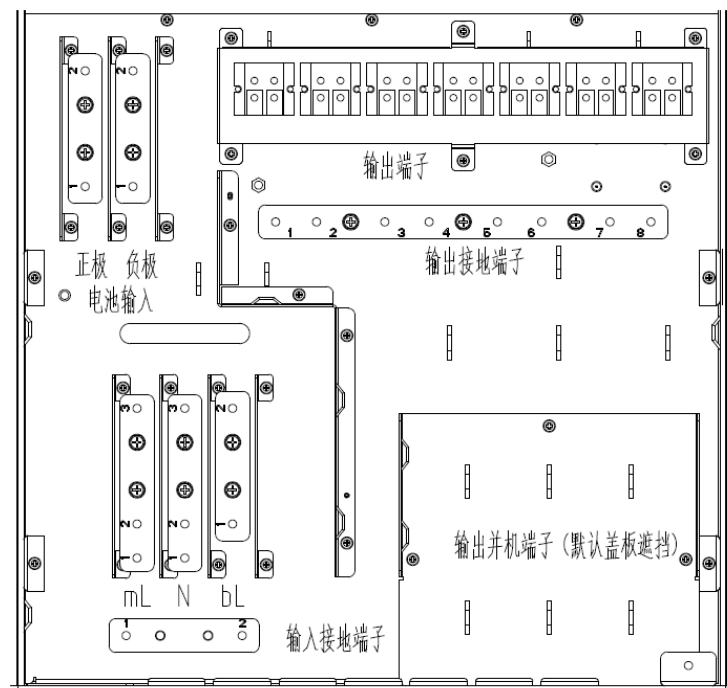 2 2
1 1
输出端子
1 2 3 4 5 6 7 8
正极 负极
电池输入
输出接地端子
3 3 2
2 2 1
1 1
输出并机端子(默认盖板遮挡)
mL N bL
1 2
输入接地端子